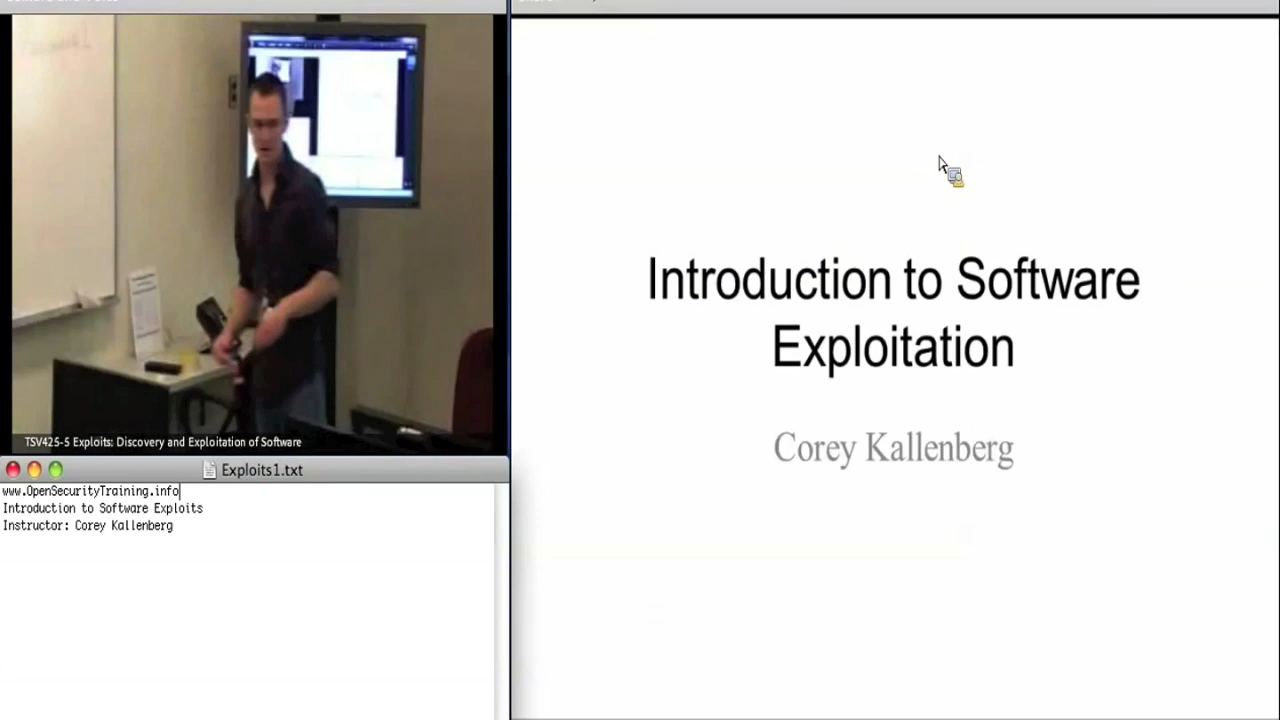 TSV425-S Exploits: Discovery and Exploitation of Software
Exploits1.txt
www.OpenSecurityTraining.info
Introduction to Software Exploits
Instructor: Corey Kallenberg
Introduction to Software
Exploitation
Corey Kallenberg